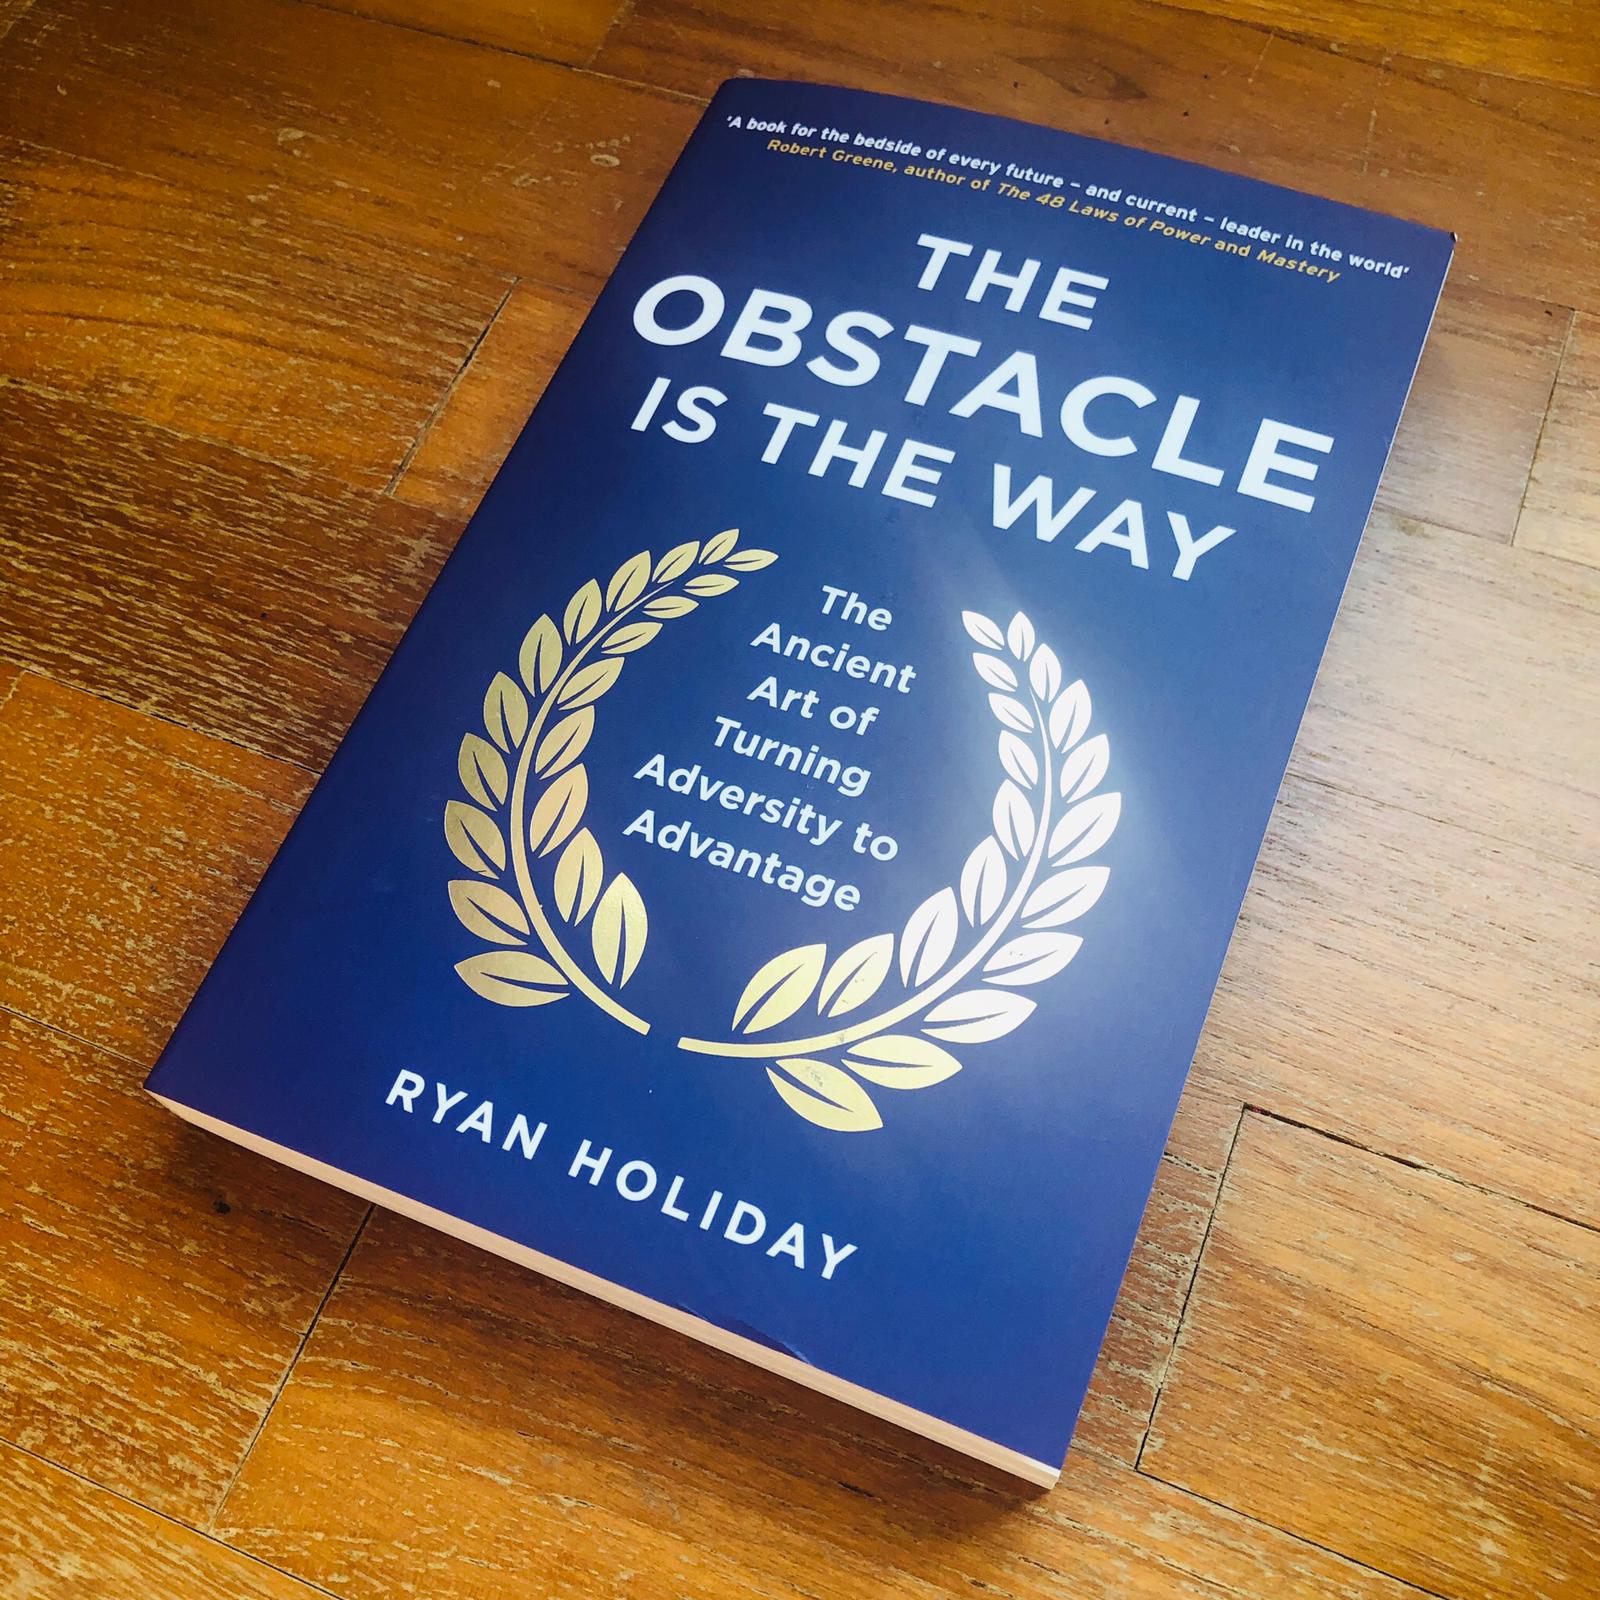 'A book for the bedside of every future – and current – leader in the world'
Robert Greene, author of The 48 Laws of Power and Mastery
THE
OBSTACLE
IS THE WAY
The
Ancient
Art of
Turning
Adversity to
Advantage
RYAN HOLIDAY